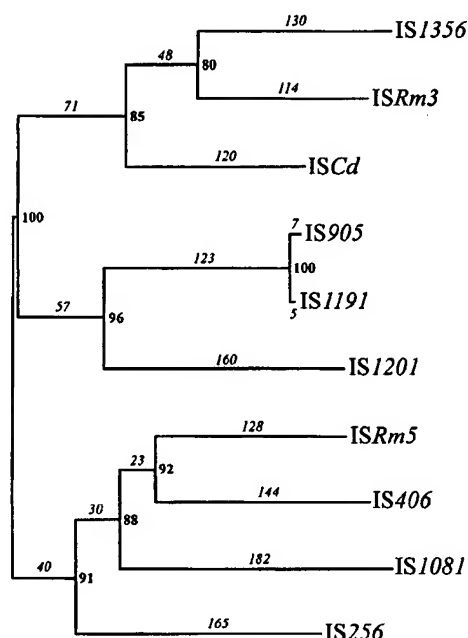 130 IS1356
48 80
114 ISRm3
71 85
120 ISCd
100
7 IS905
123 100
5 IS1191
57 96
160 IS1201
128 ISRm5
23 92
144 IS406
30 88
182 IS1081
40 91
165 IS256